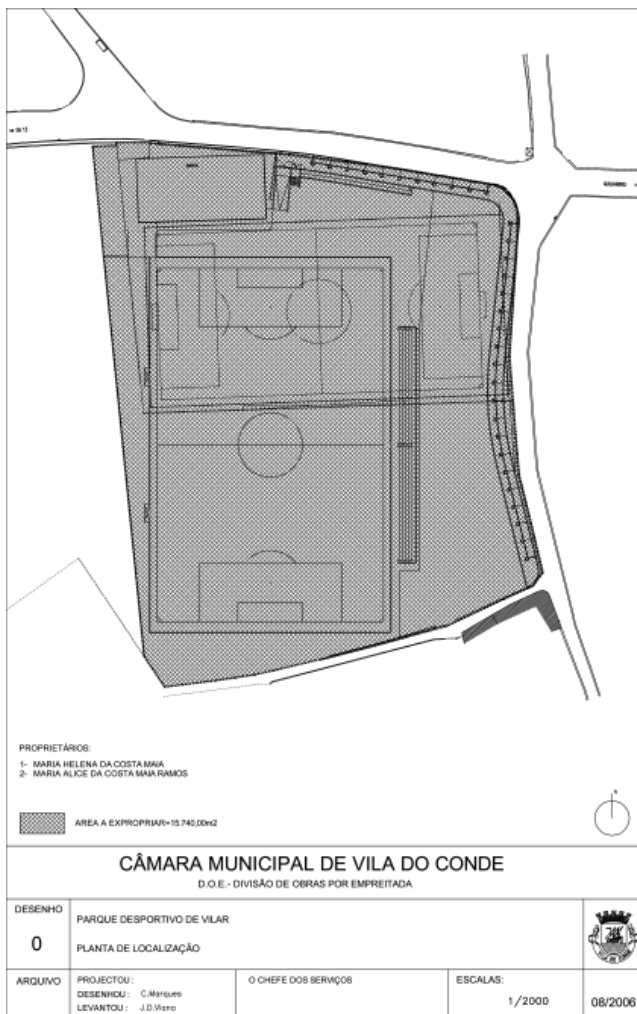 PROPRIETÁRIOS:
1- MARIA HELENA DA COSTA MAIA
2- MARIA ALICE DA COSTA MAIA RAMOS
AREA A EXPROPRIAR=15.740,00m2
N
CÂMARA MUNICIPAL DE VILA DO CONDE
D.O.E.- DIVISÃO DE OBRAS POR EMPREITADA
DESENHO
0
PARQUE DESPORTIVO DE VILAR
PLANTA DE LOCALIZAÇÃO
ARQUIVO
PROJECTOU :
DESENHOU : C.Marques
LEVANTOU : J.D.Viana
O CHEFE DOS SERVIÇOS
ESCALAS:
1/2000
08/2006